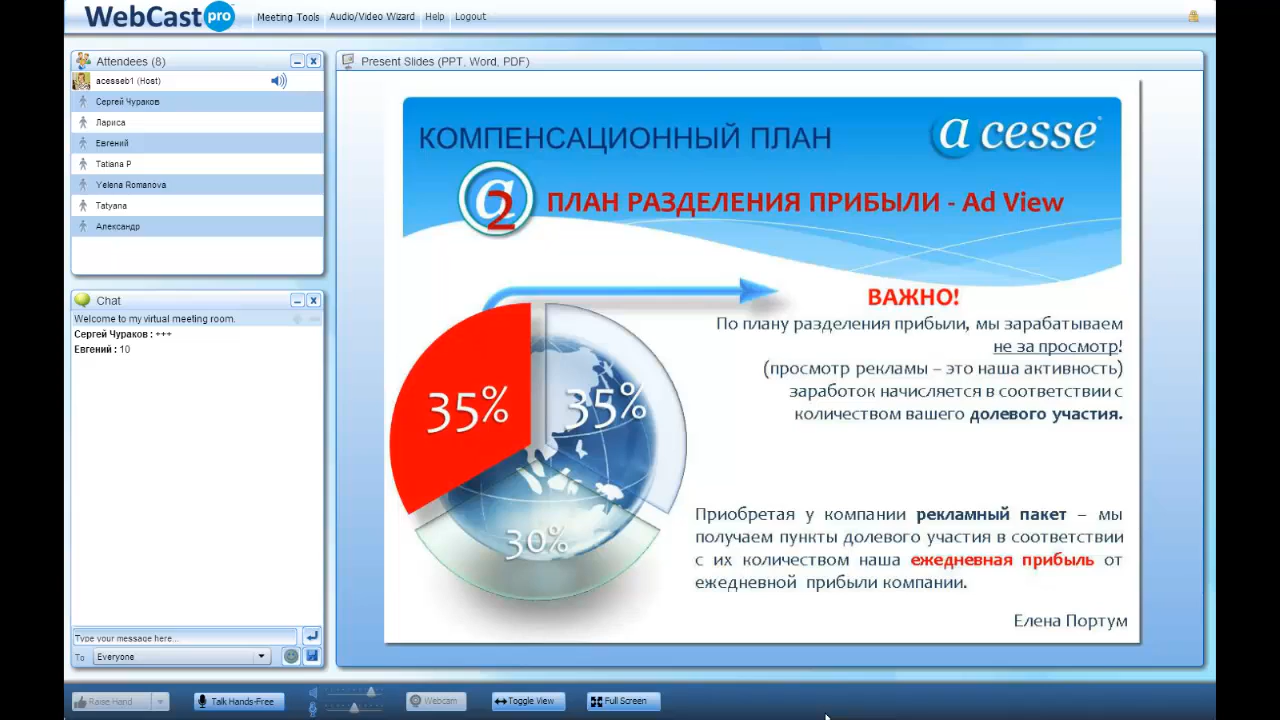 WebCast pro
Meeting Tools Audio/Video Wizard Help Logout
Attendees (8)
acesseb1 (Host)
Сергей Чураков
Лариса
Евгений
Tatiana P
Yelena Romanova
Tatyana
Александр
Chat
Welcome to my virtual meeting room.
Сергей Чураков : +++
Евгений : 10
Type your message here...
To Everyone
Present Slides (PPT, Word, PDF)
КОМПЕНСАЦИОННЫЙ ПЛАН
a cesse®
a 2
ПЛАН РАЗДЕЛЕНИЯ ПРИБЫЛИ - Ad View
ВАЖНО!
По плану разделения прибыли, мы зарабатываем
не за просмотр!
(просмотр рекламы – это наша активность)
заработок начисляется в соответствии с
количеством вашего долевого участия.
35%
35%
30%
Приобретая у компании рекламный пакет – мы
получаем пункты долевого участия в соответствии
с их количеством наша ежедневная прибыль от
ежедневной прибыли компании.
Елена Портум
Raise Hand Talk Hands-Free Webcam Toggle View Full Screen